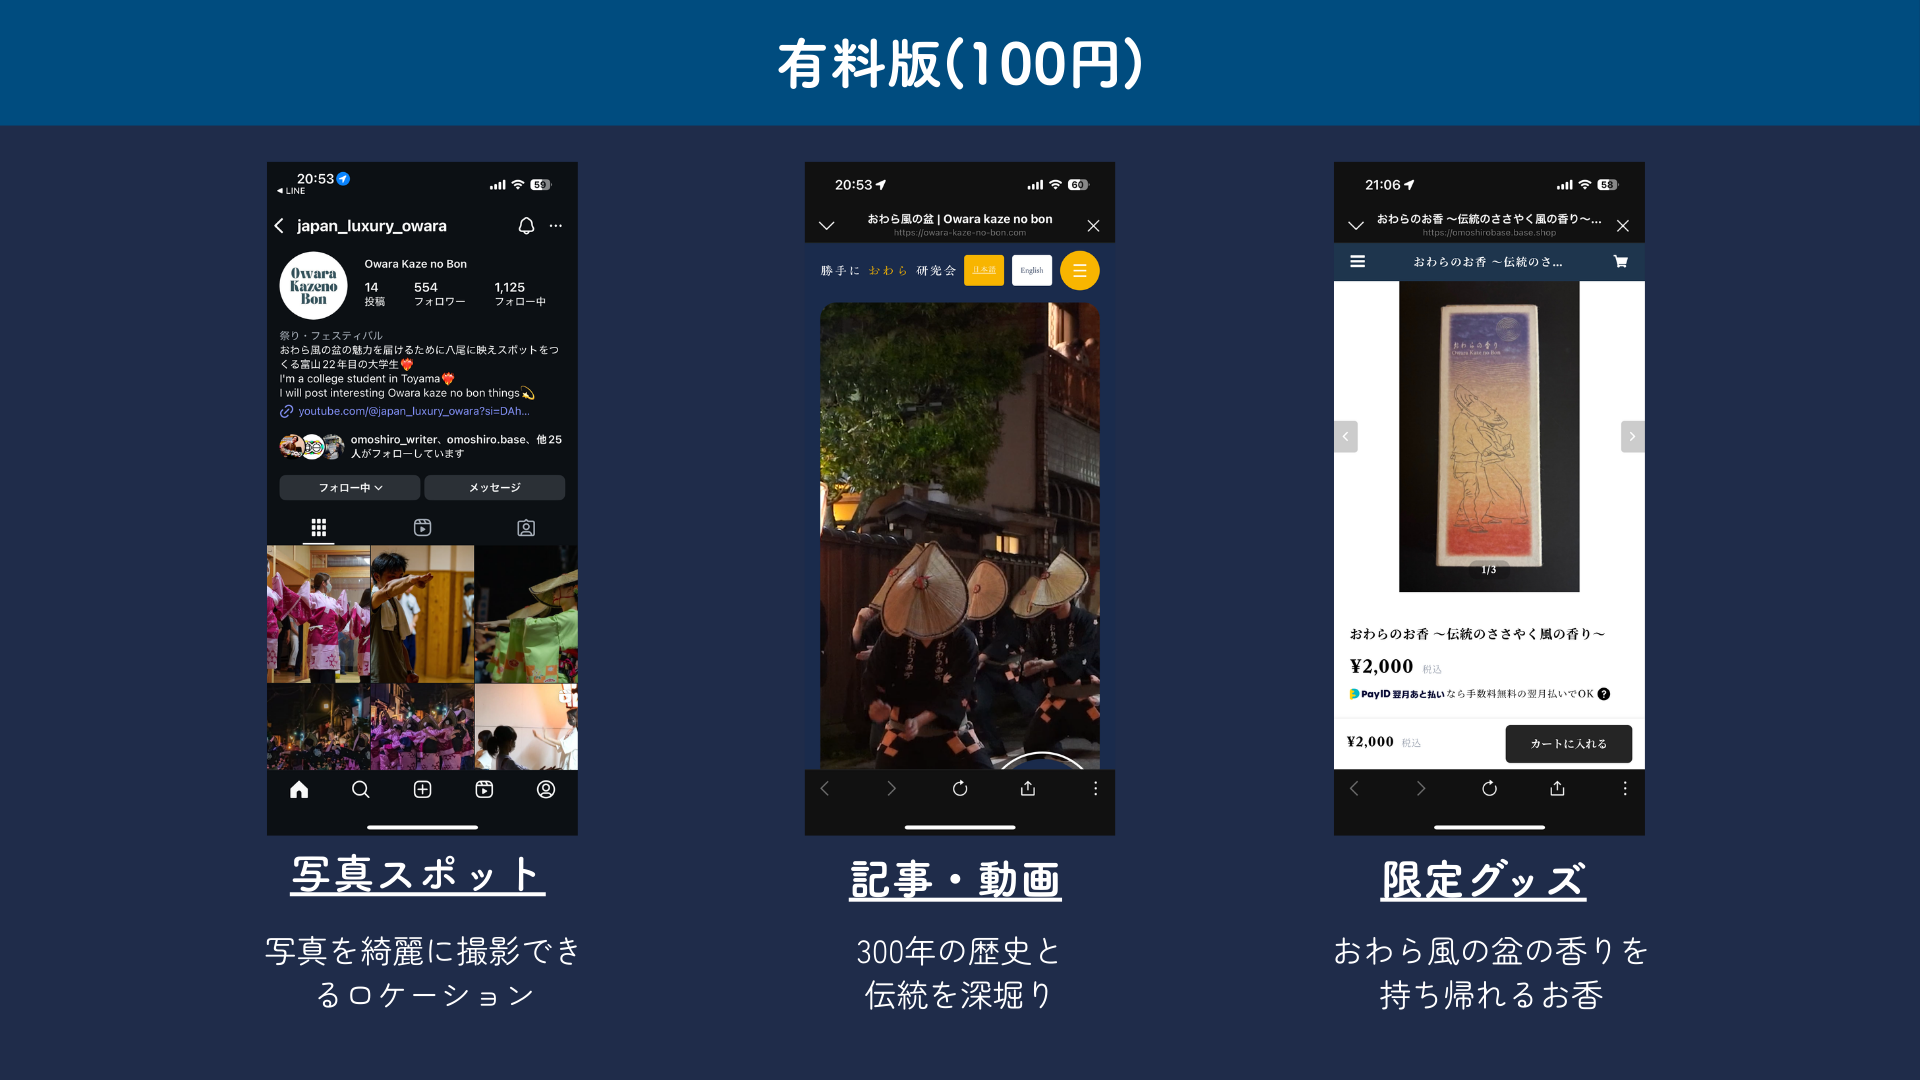 有料版(100円)
20:53
◄ LINE
59
japan_luxury_owara
Owara
Kazeno
Bon
Owara Kaze no Bon
14 554 1,125
投稿 フォロワー フォロー中
祭り・フェスティバル
おわら風の盆の魅力を届けるために八尾に映えスポットをつ
くる富山22年目の大学生❤️‍🔥
I'm a college student in Toyama❤️‍🔥
I will post interesting Owara kaze no bon things💫
youtube.com/@japan_luxury_owara?si=DAh...
omoshiro_writer、omoshiro.base、他25
人がフォローしています
フォロー中 メッセージ
写真スポット
写真を綺麗に撮影でき
るロケーション
20:53
60
おわら風の盆 | Owara kaze no bon
https://owara-kaze-no-bon.com
勝手に おわら 研究会 日本語 English
記事・動画
300年の歴史と
伝統を深堀り
21:06
58
おわらのお香 〜伝統のささやく風の香り〜...
https://omoshirobase.base.shop
おわらのお香 〜伝統のさ...
おわらの香り
Owara Kaze no Bon
1/3
おわらのお香 〜伝統のささやく風の香り〜
¥2,000 税込
Pay ID 翌月あと払いなら手数料無料の翌月払いでOK ?
¥2,000 税込 カートに入れる
限定グッズ
おわら風の盆の香りを
持ち帰れるお香